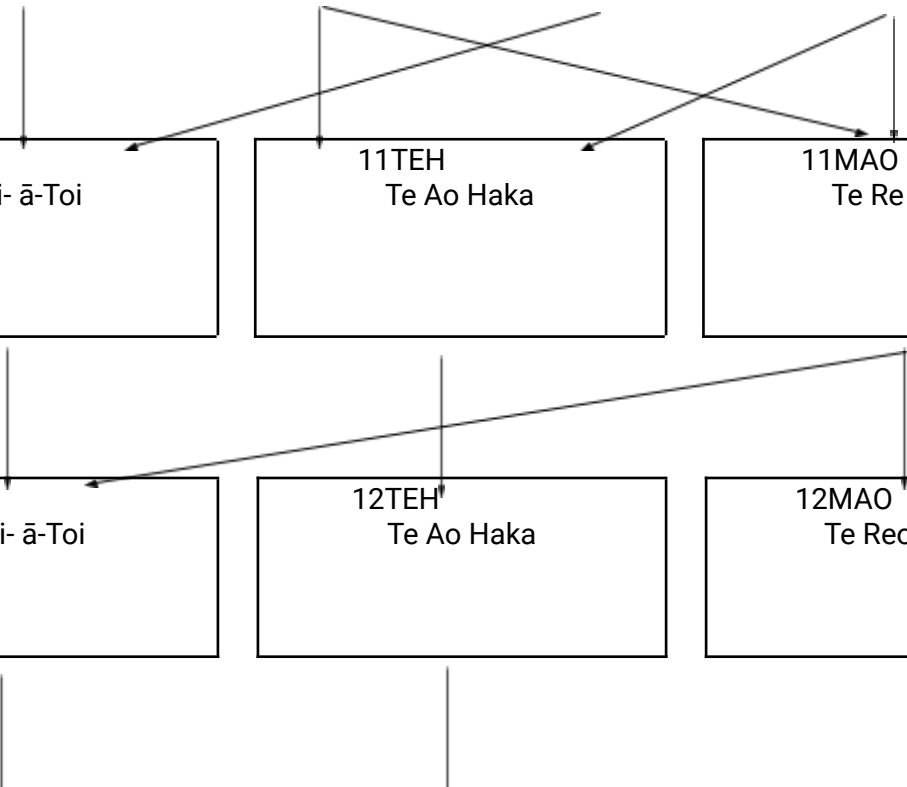 11TEH
11MAO
i- ā-Toi
Te Ao Haka
Te Re
12TEH
12MAO
i- ā-Toi
Te Ao Haka
Te Reo